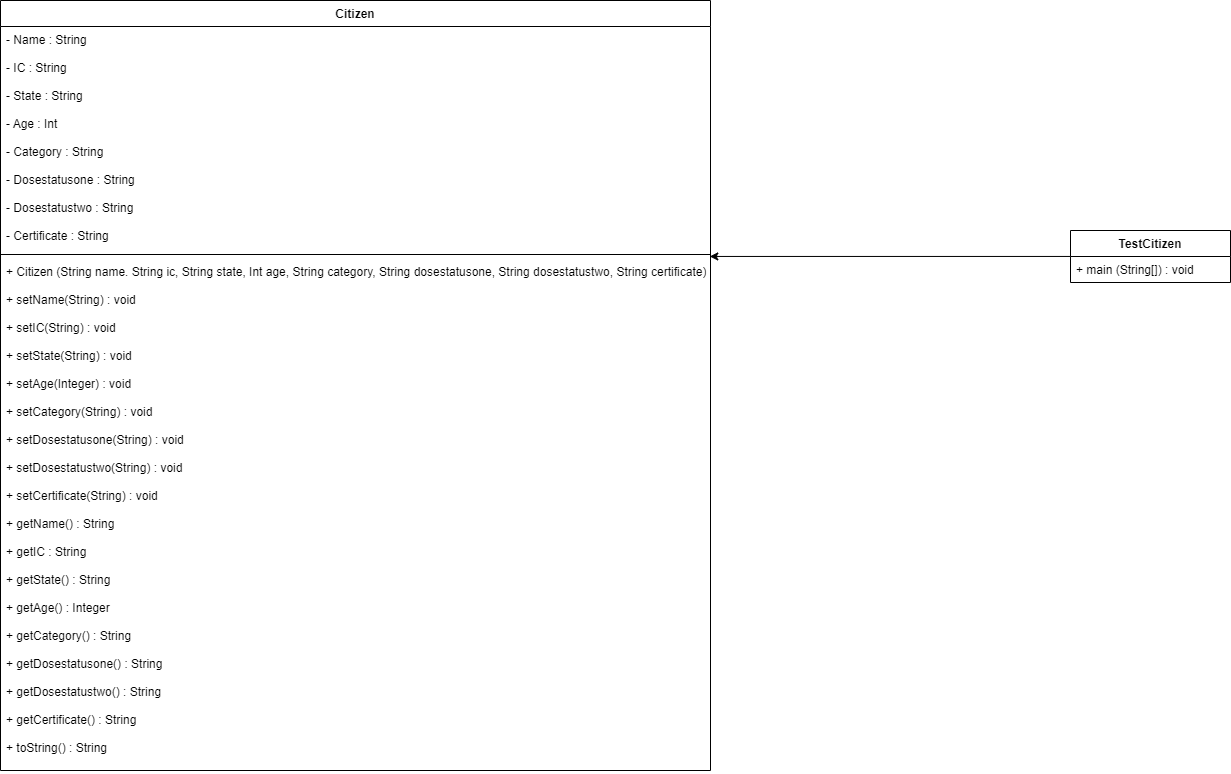 Citizen
- Name : String
- IC : String
- State : String
- Age : Int
- Category : String
- Dosestatusone : String
- Dosestatustwo : String
- Certificate : String
+ Citizen (String name. String ic, String state, Int age, String category, String dosestatusone, String dosestatustwo, String certificate)
+ setName(String) : void
+ setIC(String) : void
+ setState(String) : void
+ setAge(Integer) : void
+ setCategory(String) : void
+ setDosestatusone(String) : void
+ setDosestatustwo(String) : void
+ setCertificate(String) : void
+ getName() : String
+ getIC : String
+ getState() : String
+ getAge() : Integer
+ getCategory() : String
+ getDosestatusone() : String
+ getDosestatustwo() : String
+ getCertificate() : String
+ toString() : String
TestCitizen
+ main (String[]) : void